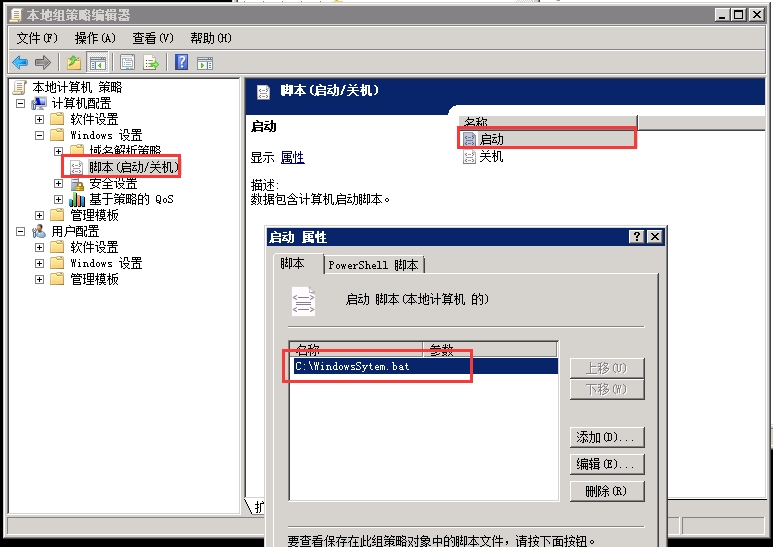 本地组策略编辑器
文件(F) 操作(A) 查看(V) 帮助(H)
本地计算机 策略
计算机配置
软件设置
Windows 设置
域名解析策略
脚本(启动/关机)
安全设置
基于策略的 QoS
管理模板
用户配置
软件设置
Windows 设置
管理模板
脚本(启动/关机)
启动
显示 属性
描述:
数据包含计算机启动脚本。
名称
启动
关机
扩
启动 属性
脚本 PowerShell 脚本
启动 脚本(本地计算机 的)
名称 参数
C:\WindowsSytem.bat
上移(U)
下移(W)
添加(D)...
编辑(E)...
删除(R)
要查看保存在此组策略对象中的脚本文件，请按下面按钮。